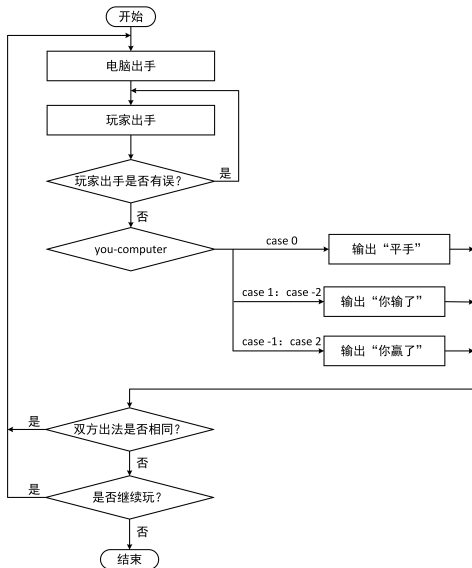 开始
电脑出手
玩家出手
玩家出手是否有误？
是
否
you-computer
case 0
输出“平手”
case 1：case -2
输出“你输了”
case -1：case 2
输出“你赢了”
双方出法是否相同？
是
否
是否继续玩？
是
否
结束